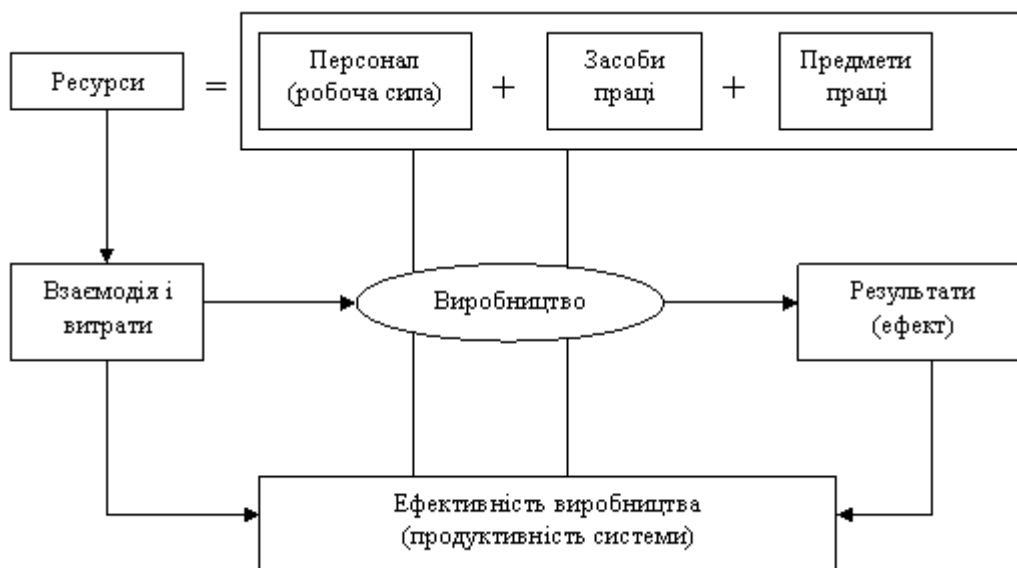 Ресурси
=
Персонал
(робоча сила)
+
Засоби
праці
+
Предмети
праці
Взаємодія і
витрати
Виробництво
Результати
(ефект)
Ефективність виробництва
(продуктивність системи)